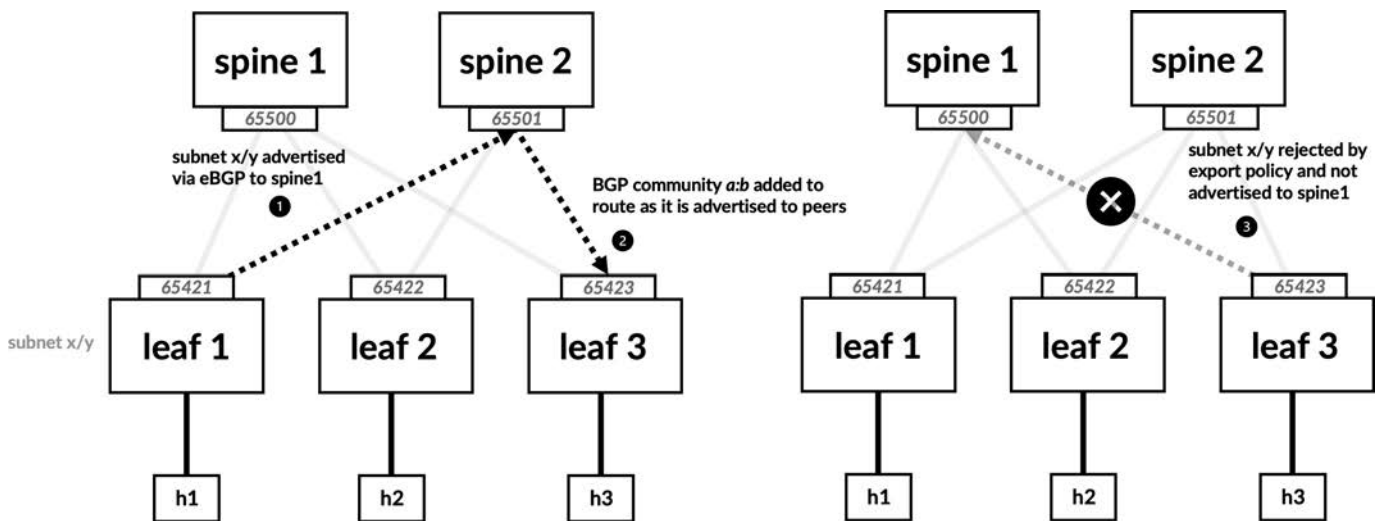 spine 1
spine 2
65500
65501
subnet x/y advertised
via eBGP to spine1
1
BGP community a:b added to
route as it is advertised to peers
2
65421
65422
65423
subnet x/y
leaf 1
leaf 2
leaf 3
h1
h2
h3
spine 1
spine 2
65500
65501
subnet x/y rejected by
export policy and not
advertised to spine1
3
65421
65422
65423
leaf 1
leaf 2
leaf 3
h1
h2
h3